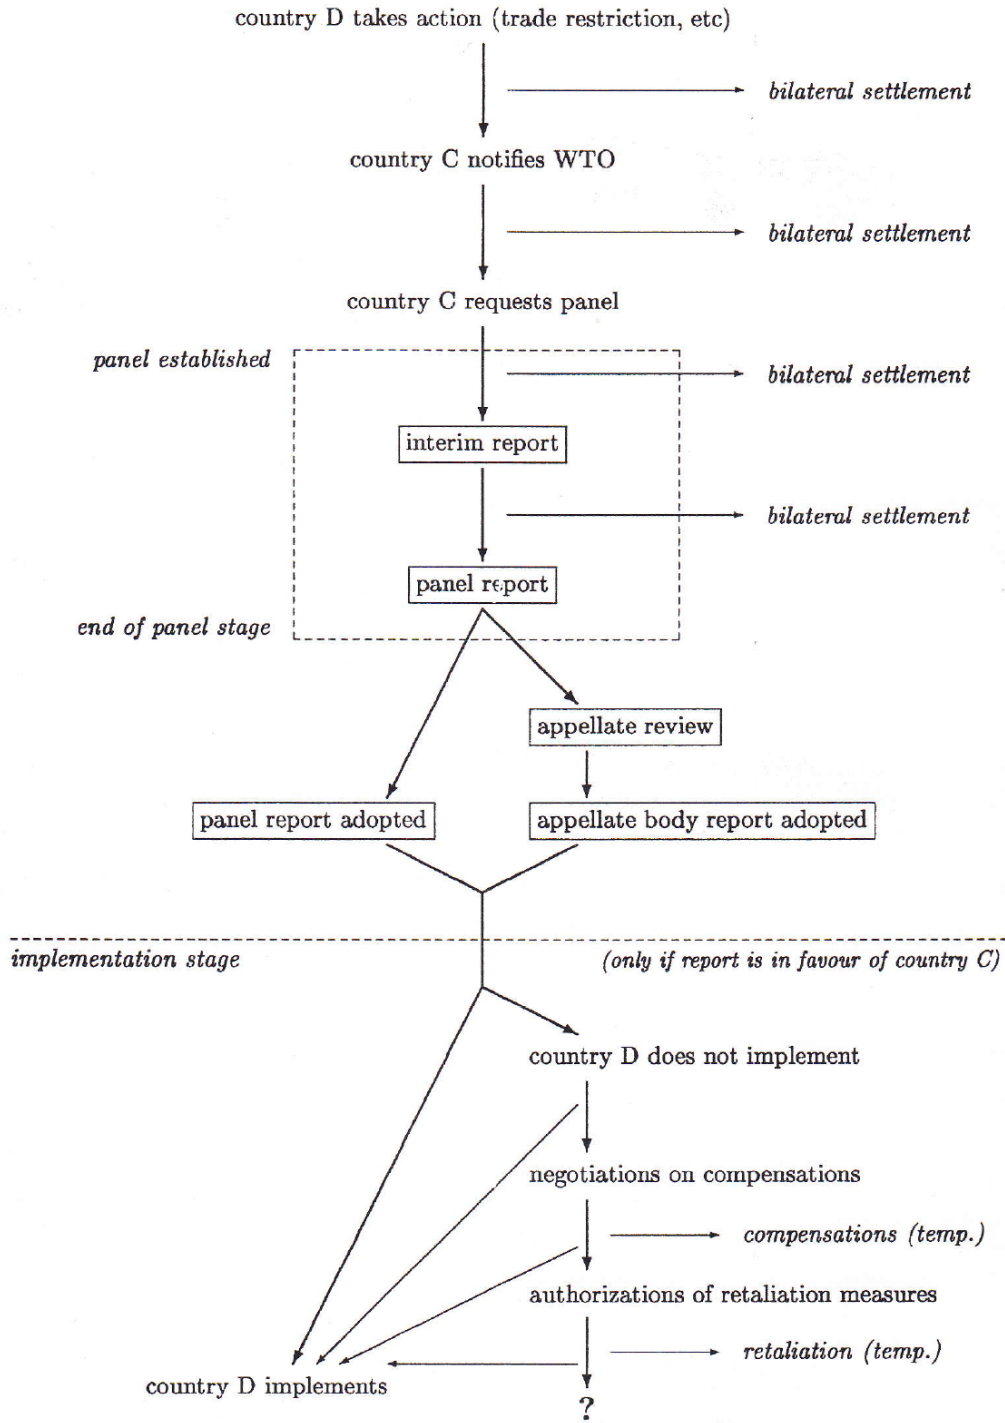 country D takes action (trade restriction, etc)
bilateral settlement
country C notifies WTO
bilateral settlement
country C requests panel
panel established
bilateral settlement
interim report
bilateral settlement
panel report
end of panel stage
appellate review
panel report adopted
appellate body report adopted
implementation stage
(only if report is in favour of country C)
country D does not implement
negotiations on compensations
compensations (temp.)
authorizations of retaliation measures
retaliation (temp.)
country D implements
?